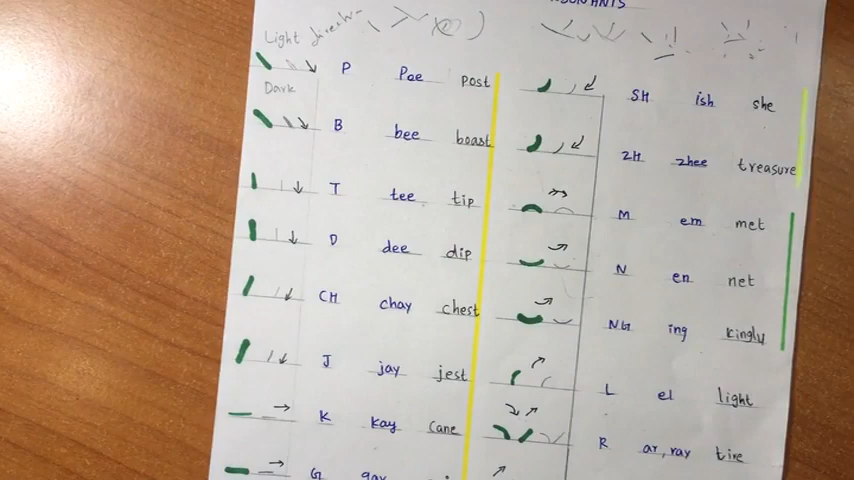 Light
P Pee post
Dark
B bee boast
T tee tip
D dee dip
CH chay chest
J jay jest
K kay cane
G gay
SH ish she
ZH zhee treasure
M em met
N en net
NG ing kingly
L el light
R ar, ray tire